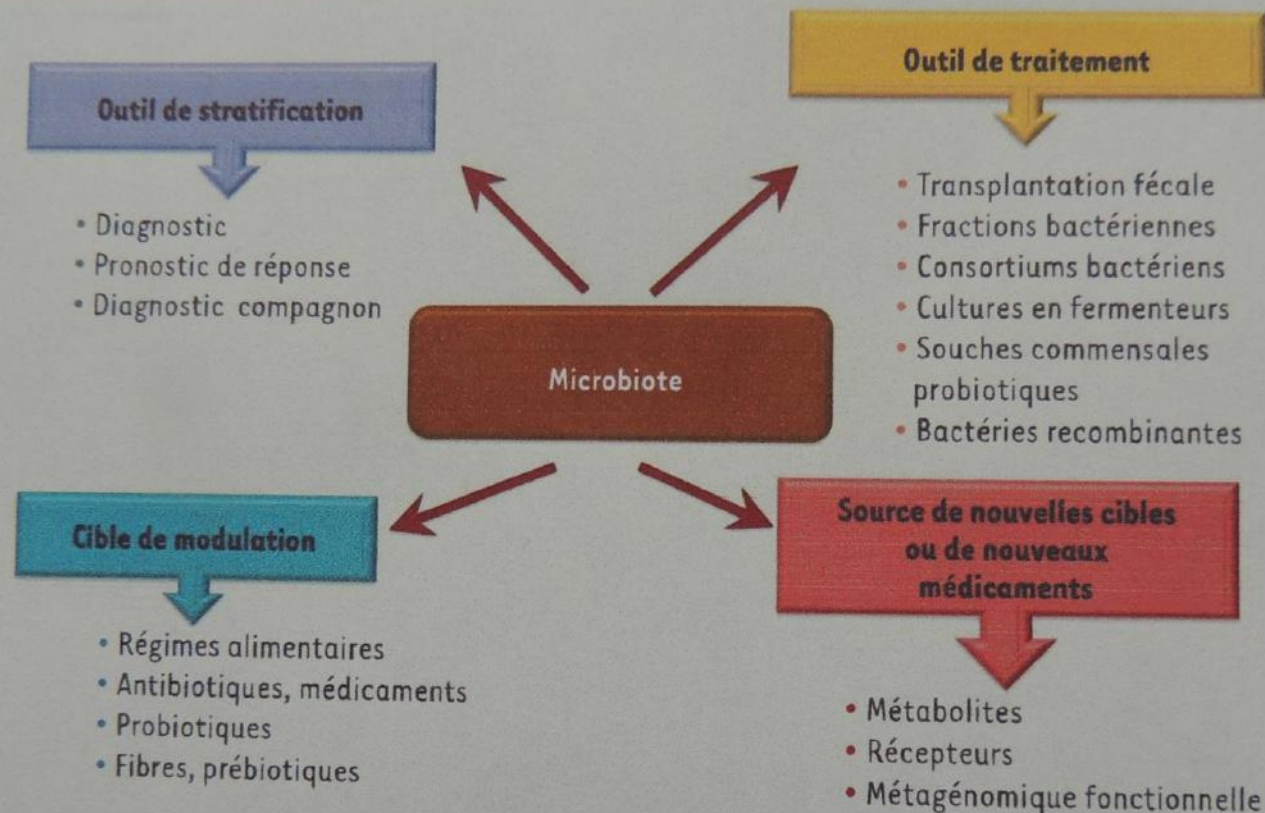 Outil de stratification
• Diagnostic
• Pronostic de réponse
• Diagnostic compagnon
Outil de traitement
• Transplantation fécale
• Fractions bactériennes
• Consortiums bactériens
• Cultures en fermenteurs
• Souches commensales
probiotiques
• Bactéries recombinantes
Microbiote
Cible de modulation
• Régimes alimentaires
• Antibiotiques, médicaments
• Probiotiques
• Fibres, prébiotiques
Source de nouvelles cibles
ou de nouveaux
médicaments
• Métabolites
• Récepteurs
• Métagénomique fonctionnelle